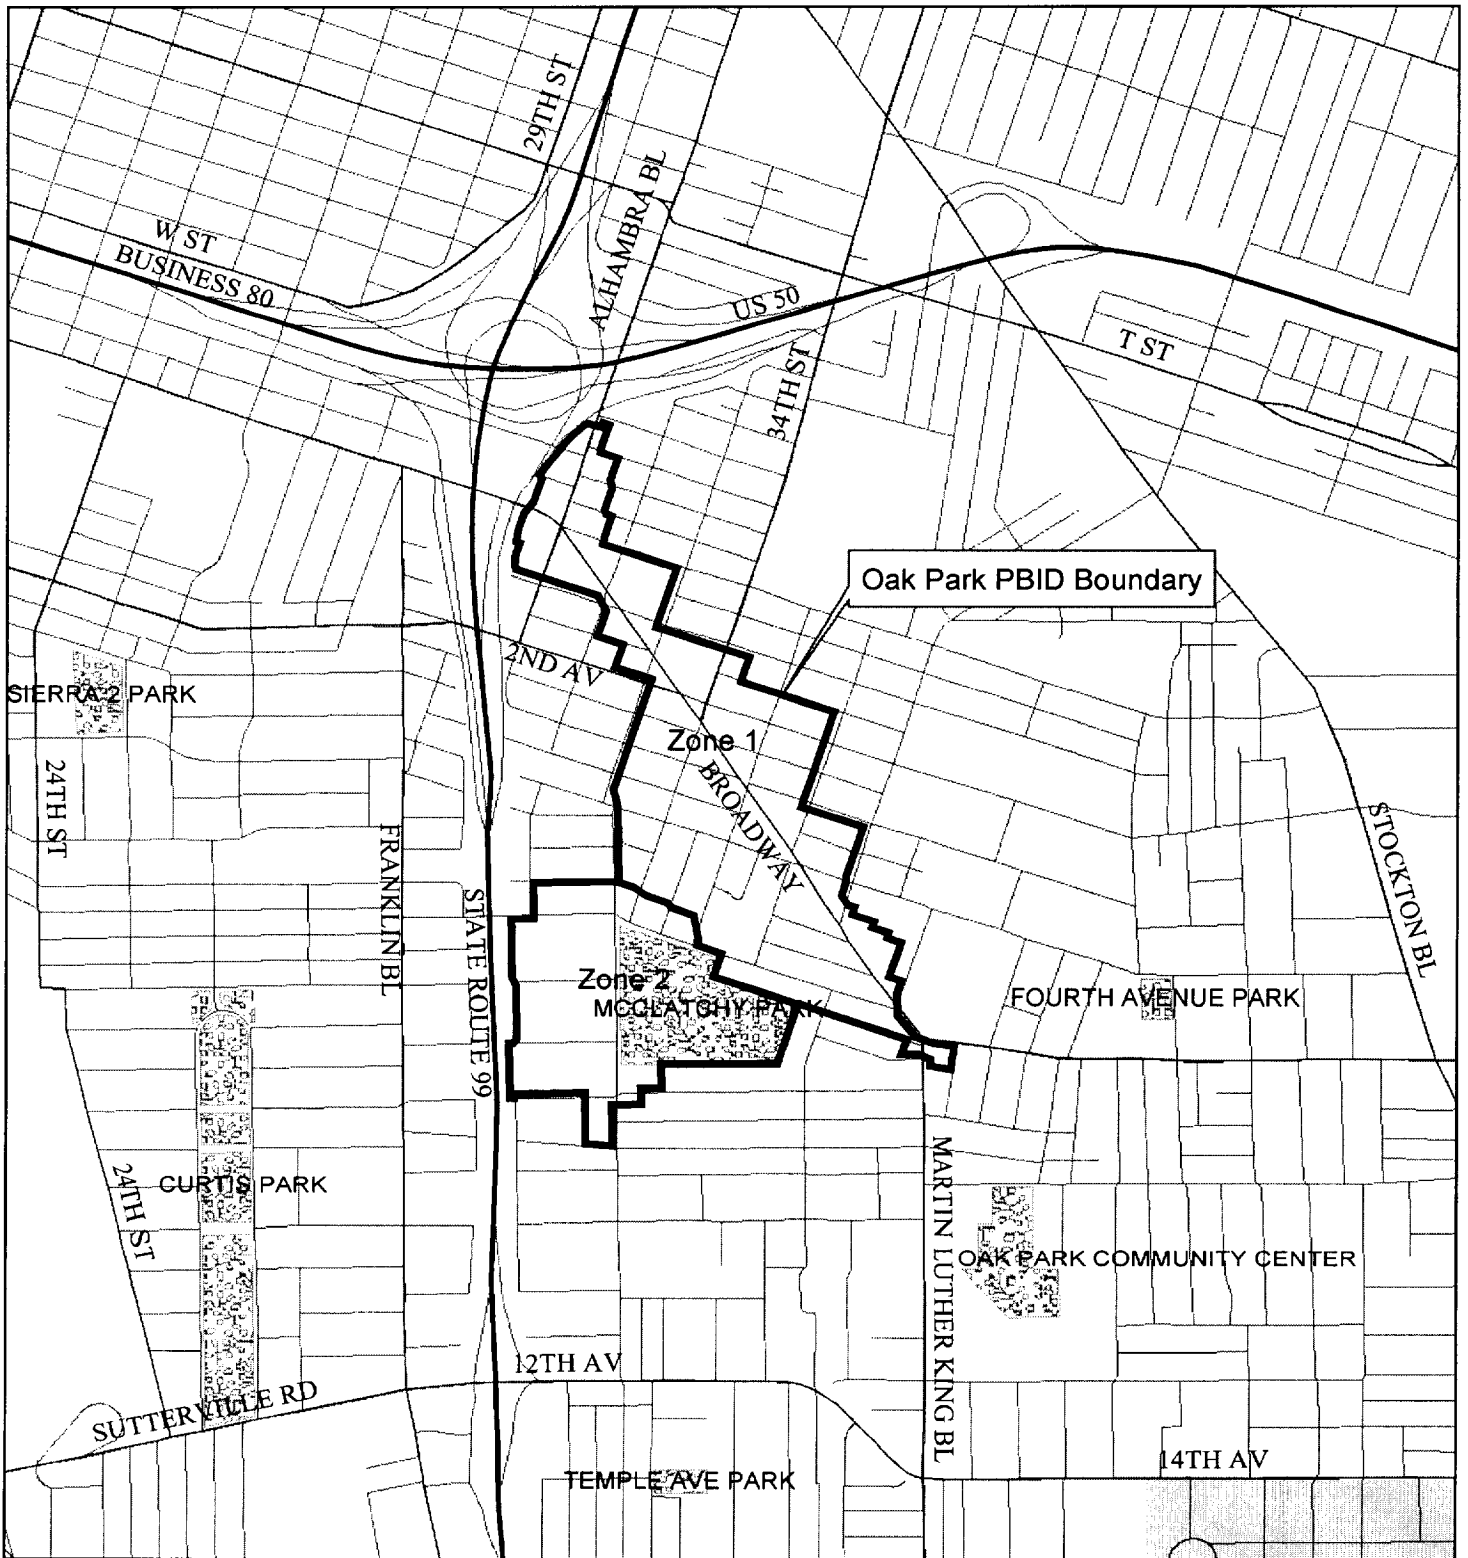 29TH ST
ALHAMBRA BL
W ST
BUSINESS 80
US 50
T ST
34TH ST
Oak Park PBID Boundary
2ND AV
SIERRA 2 PARK
Zone 1
BROADWAY
24TH ST
FRANKLIN BL
STATE ROUTE 99
STOCKTON BL
Zone 2
MCCLATCHY PARK
FOURTH AVENUE PARK
24TH ST
CURTIS PARK
MARTIN LUTHER KING BL
OAK PARK COMMUNITY CENTER
12TH AV
SUTTERVILLE RD
14TH AV
TEMPLE AVE PARK